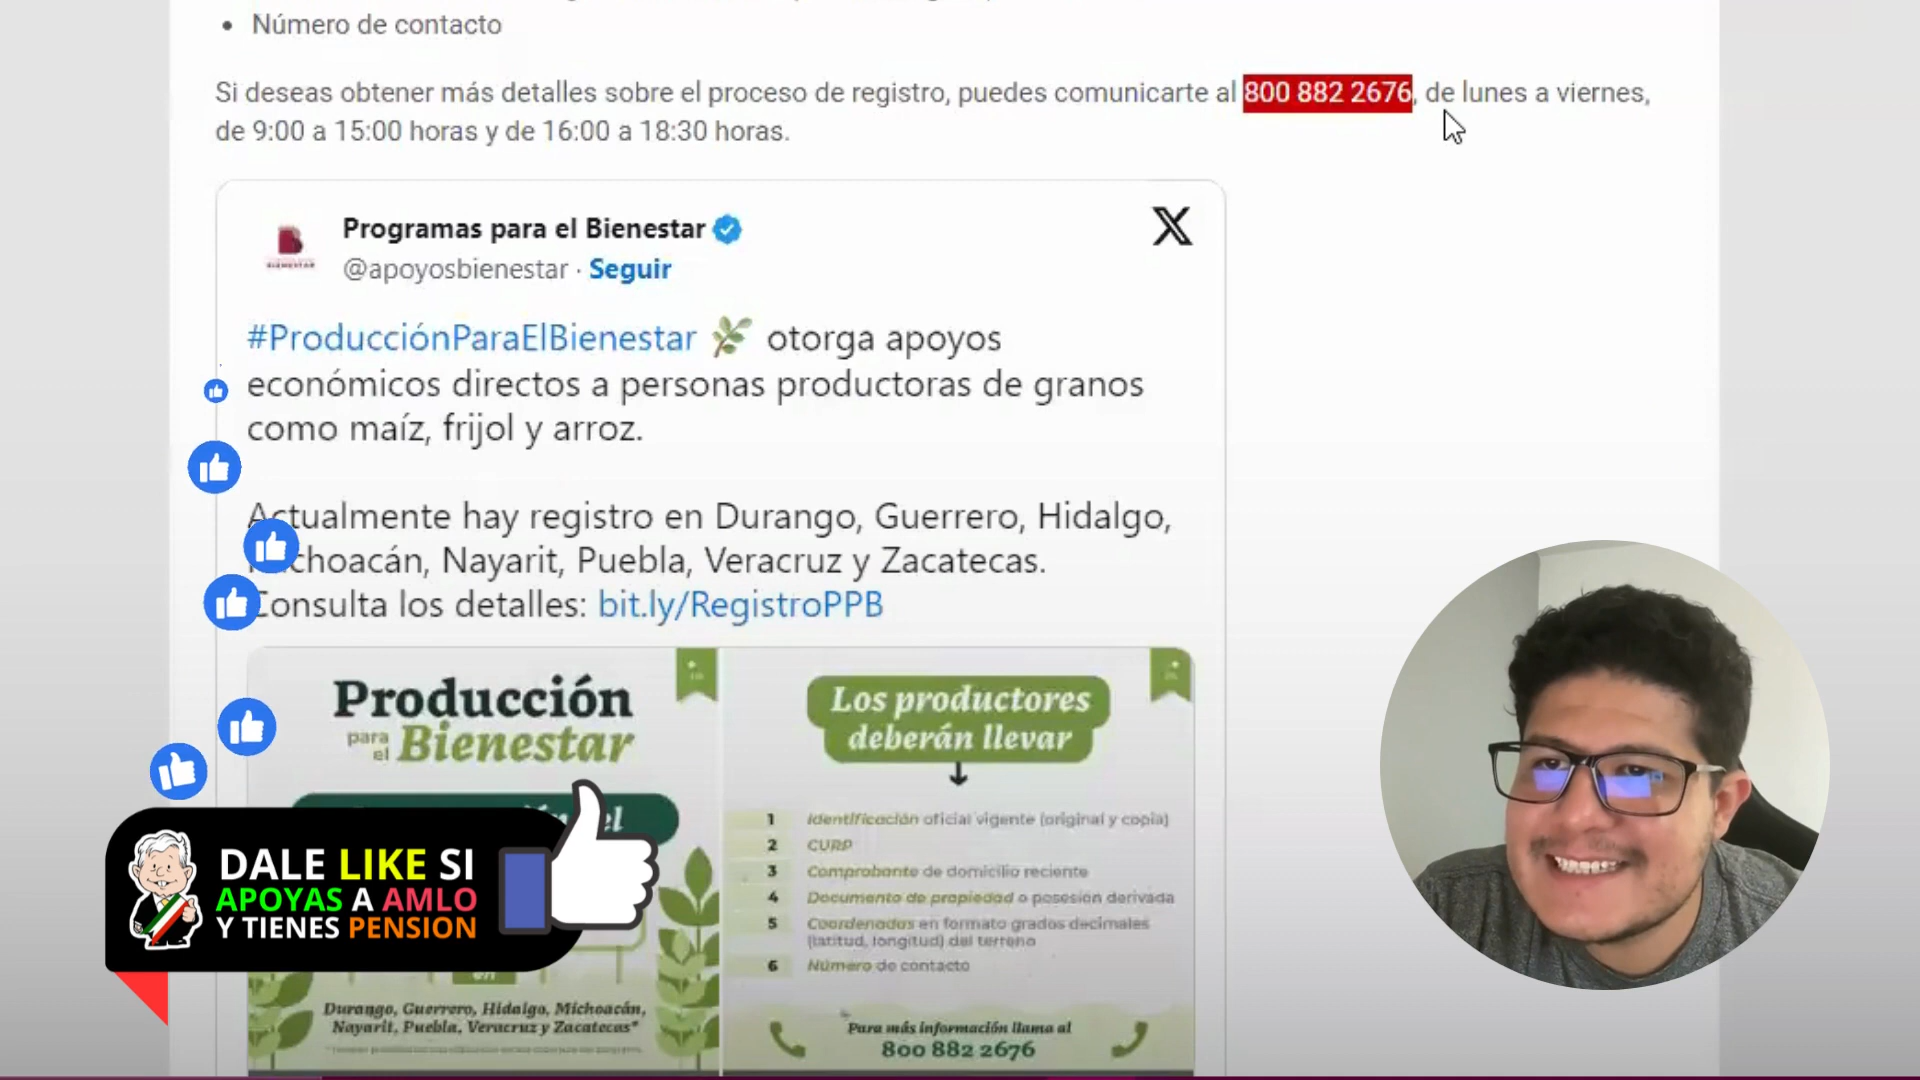 • Número de contacto
Si deseas obtener más detalles sobre el proceso de registro, puedes comunicarte al 800 882 2676, de lunes a viernes,
de 9:00 a 15:00 horas y de 16:00 a 18:30 horas.
Programas para el Bienestar
@apoyosbienestar · Seguir
#ProducciónParaElBienestar otorga apoyos
económicos directos a personas productoras de granos
como maíz, frijol y arroz.
Actualmente hay registro en Durango, Guerrero, Hidalgo,
choacán, Nayarit, Puebla, Veracruz y Zacatecas.
Consulta los detalles: bit.ly/RegistroPPB
Producción
para el Bienestar
el
Los productores
deberán llevar
1 Identificación oficial vigente (original y copia)
2 CURP
3 Comprobante de domicilio reciente
4 Documento de propiedad o posesión derivada
5 Coordenadas en formato grados decimales
(latitud, longitud) del terreno
6 Número de contacto
DALE LIKE SI
APOYAS A AMLO
Y TIENES PENSION
en
Durango, Guerrero, Hidalgo, Michoacán,
Nayarit, Puebla, Veracruz y Zacatecas*
Para más información llama al
800 882 2676